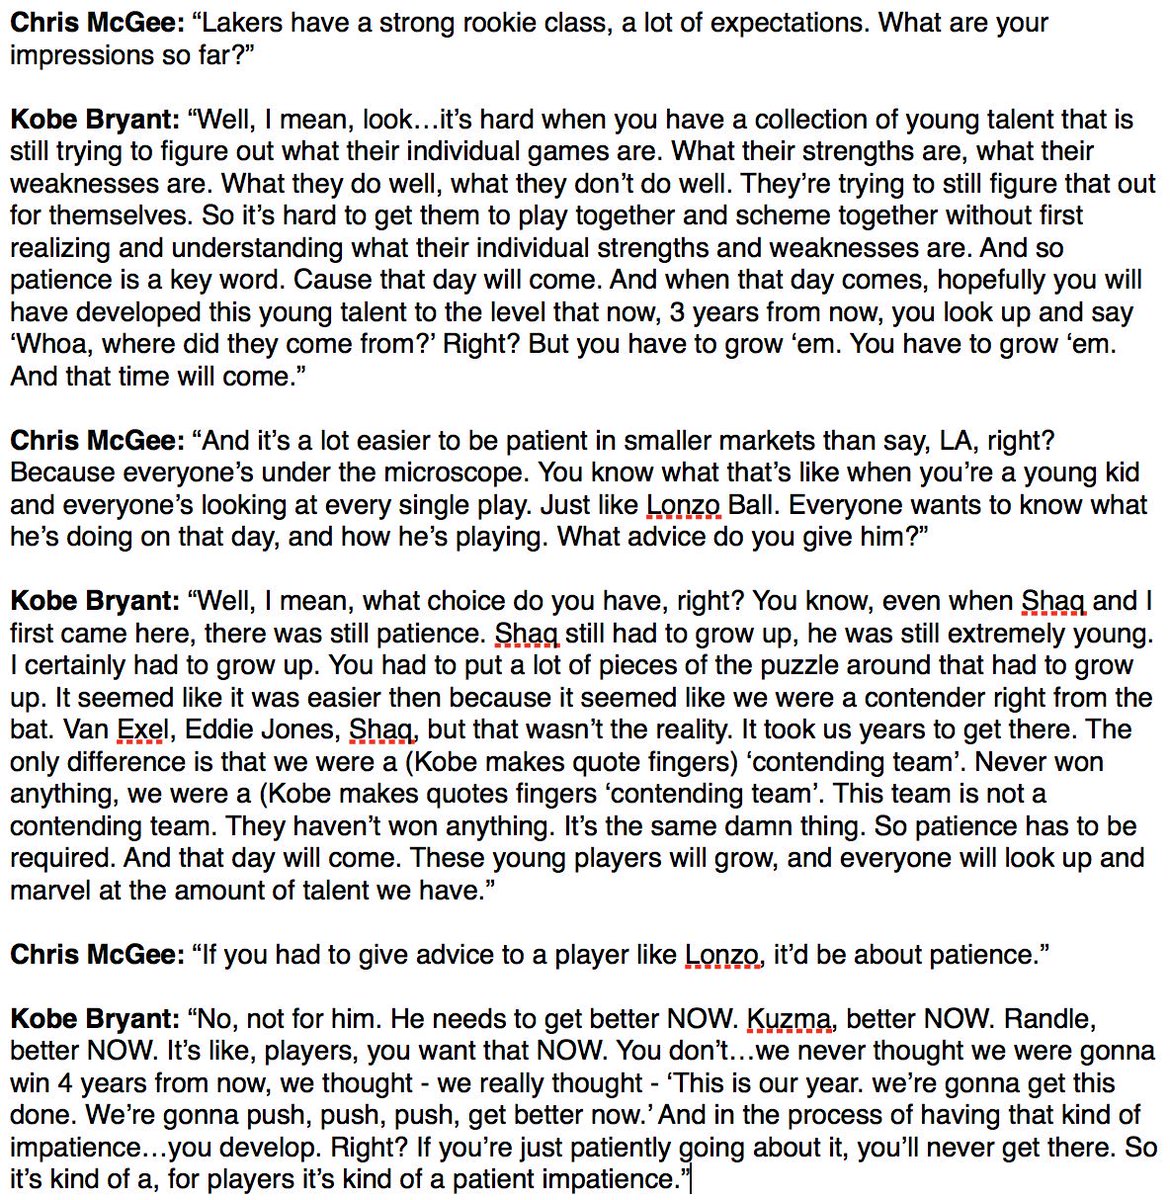 Chris McGee: “Lakers have a strong rookie class, a lot of expectations. What are your
impressions so far?”
Kobe Bryant: “Well, I mean, look…it’s hard when you have a collection of young talent that is
still trying to figure out what their individual games are. What their strengths are, what their
weaknesses are. What they do well, what they don’t do well. They’re trying to still figure that out
for themselves. So it’s hard to get them to play together and scheme together without first
realizing and understanding what their individual strengths and weaknesses are. And so
patience is a key word. Cause that day will come. And when that day comes, hopefully you will
have developed this young talent to the level that now, 3 years from now, you look up and say
‘Whoa, where did they come from?’ Right? But you have to grow ‘em. You have to grow ‘em.
And that time will come.”
Chris McGee: “And it’s a lot easier to be patient in smaller markets than say, LA, right?
Because everyone’s under the microscope. You know what that’s like when you’re a young kid
and everyone’s looking at every single play. Just like Lonzo Ball. Everyone wants to know what
he’s doing on that day, and how he’s playing. What advice do you give him?”
Kobe Bryant: “Well, I mean, what choice do you have, right? You know, even when Shaq and I
first came here, there was still patience. Shaq still had to grow up, he was still extremely young.
I certainly had to grow up. You had to put a lot of pieces of the puzzle around that had to grow
up. It seemed like it was easier then because it seemed like we were a contender right from the
bat. Van Exel, Eddie Jones, Shaq, but that wasn’t the reality. It took us years to get there. The
only difference is that we were a (Kobe makes quote fingers) ‘contending team’. Never won
anything, we were a (Kobe makes quotes fingers ‘contending team’. This team is not a
contending team. They haven’t won anything. It’s the same damn thing. So patience has to be
required. And that day will come. These young players will grow, and everyone will look up and
marvel at the amount of talent we have.”
Chris McGee: “If you had to give advice to a player like Lonzo, it’d be about patience.”
Kobe Bryant: “No, not for him. He needs to get better NOW. Kuzma, better NOW. Randle,
better NOW. It’s like, players, you want that NOW. You don’t…we never thought we were gonna
win 4 years from now, we thought - we really thought - ‘This is our year. we’re gonna get this
done. We’re gonna push, push, push, get better now.’ And in the process of having that kind of
impatience…you develop. Right? If you’re just patiently going about it, you’ll never get there. So
it’s kind of a, for players it’s kind of a patient impatience.”